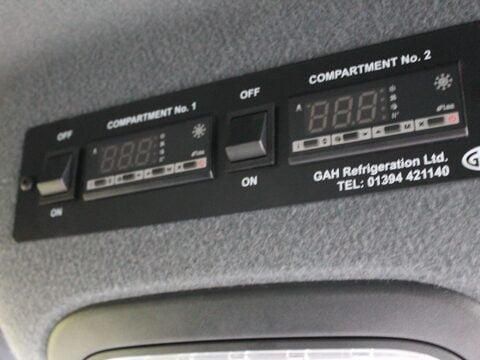 COMPARTMENT No. 1
OFF
ON
COMPARTMENT No. 2
OFF
ON
GAH Refrigeration Ltd.
TEL: 01394 421140